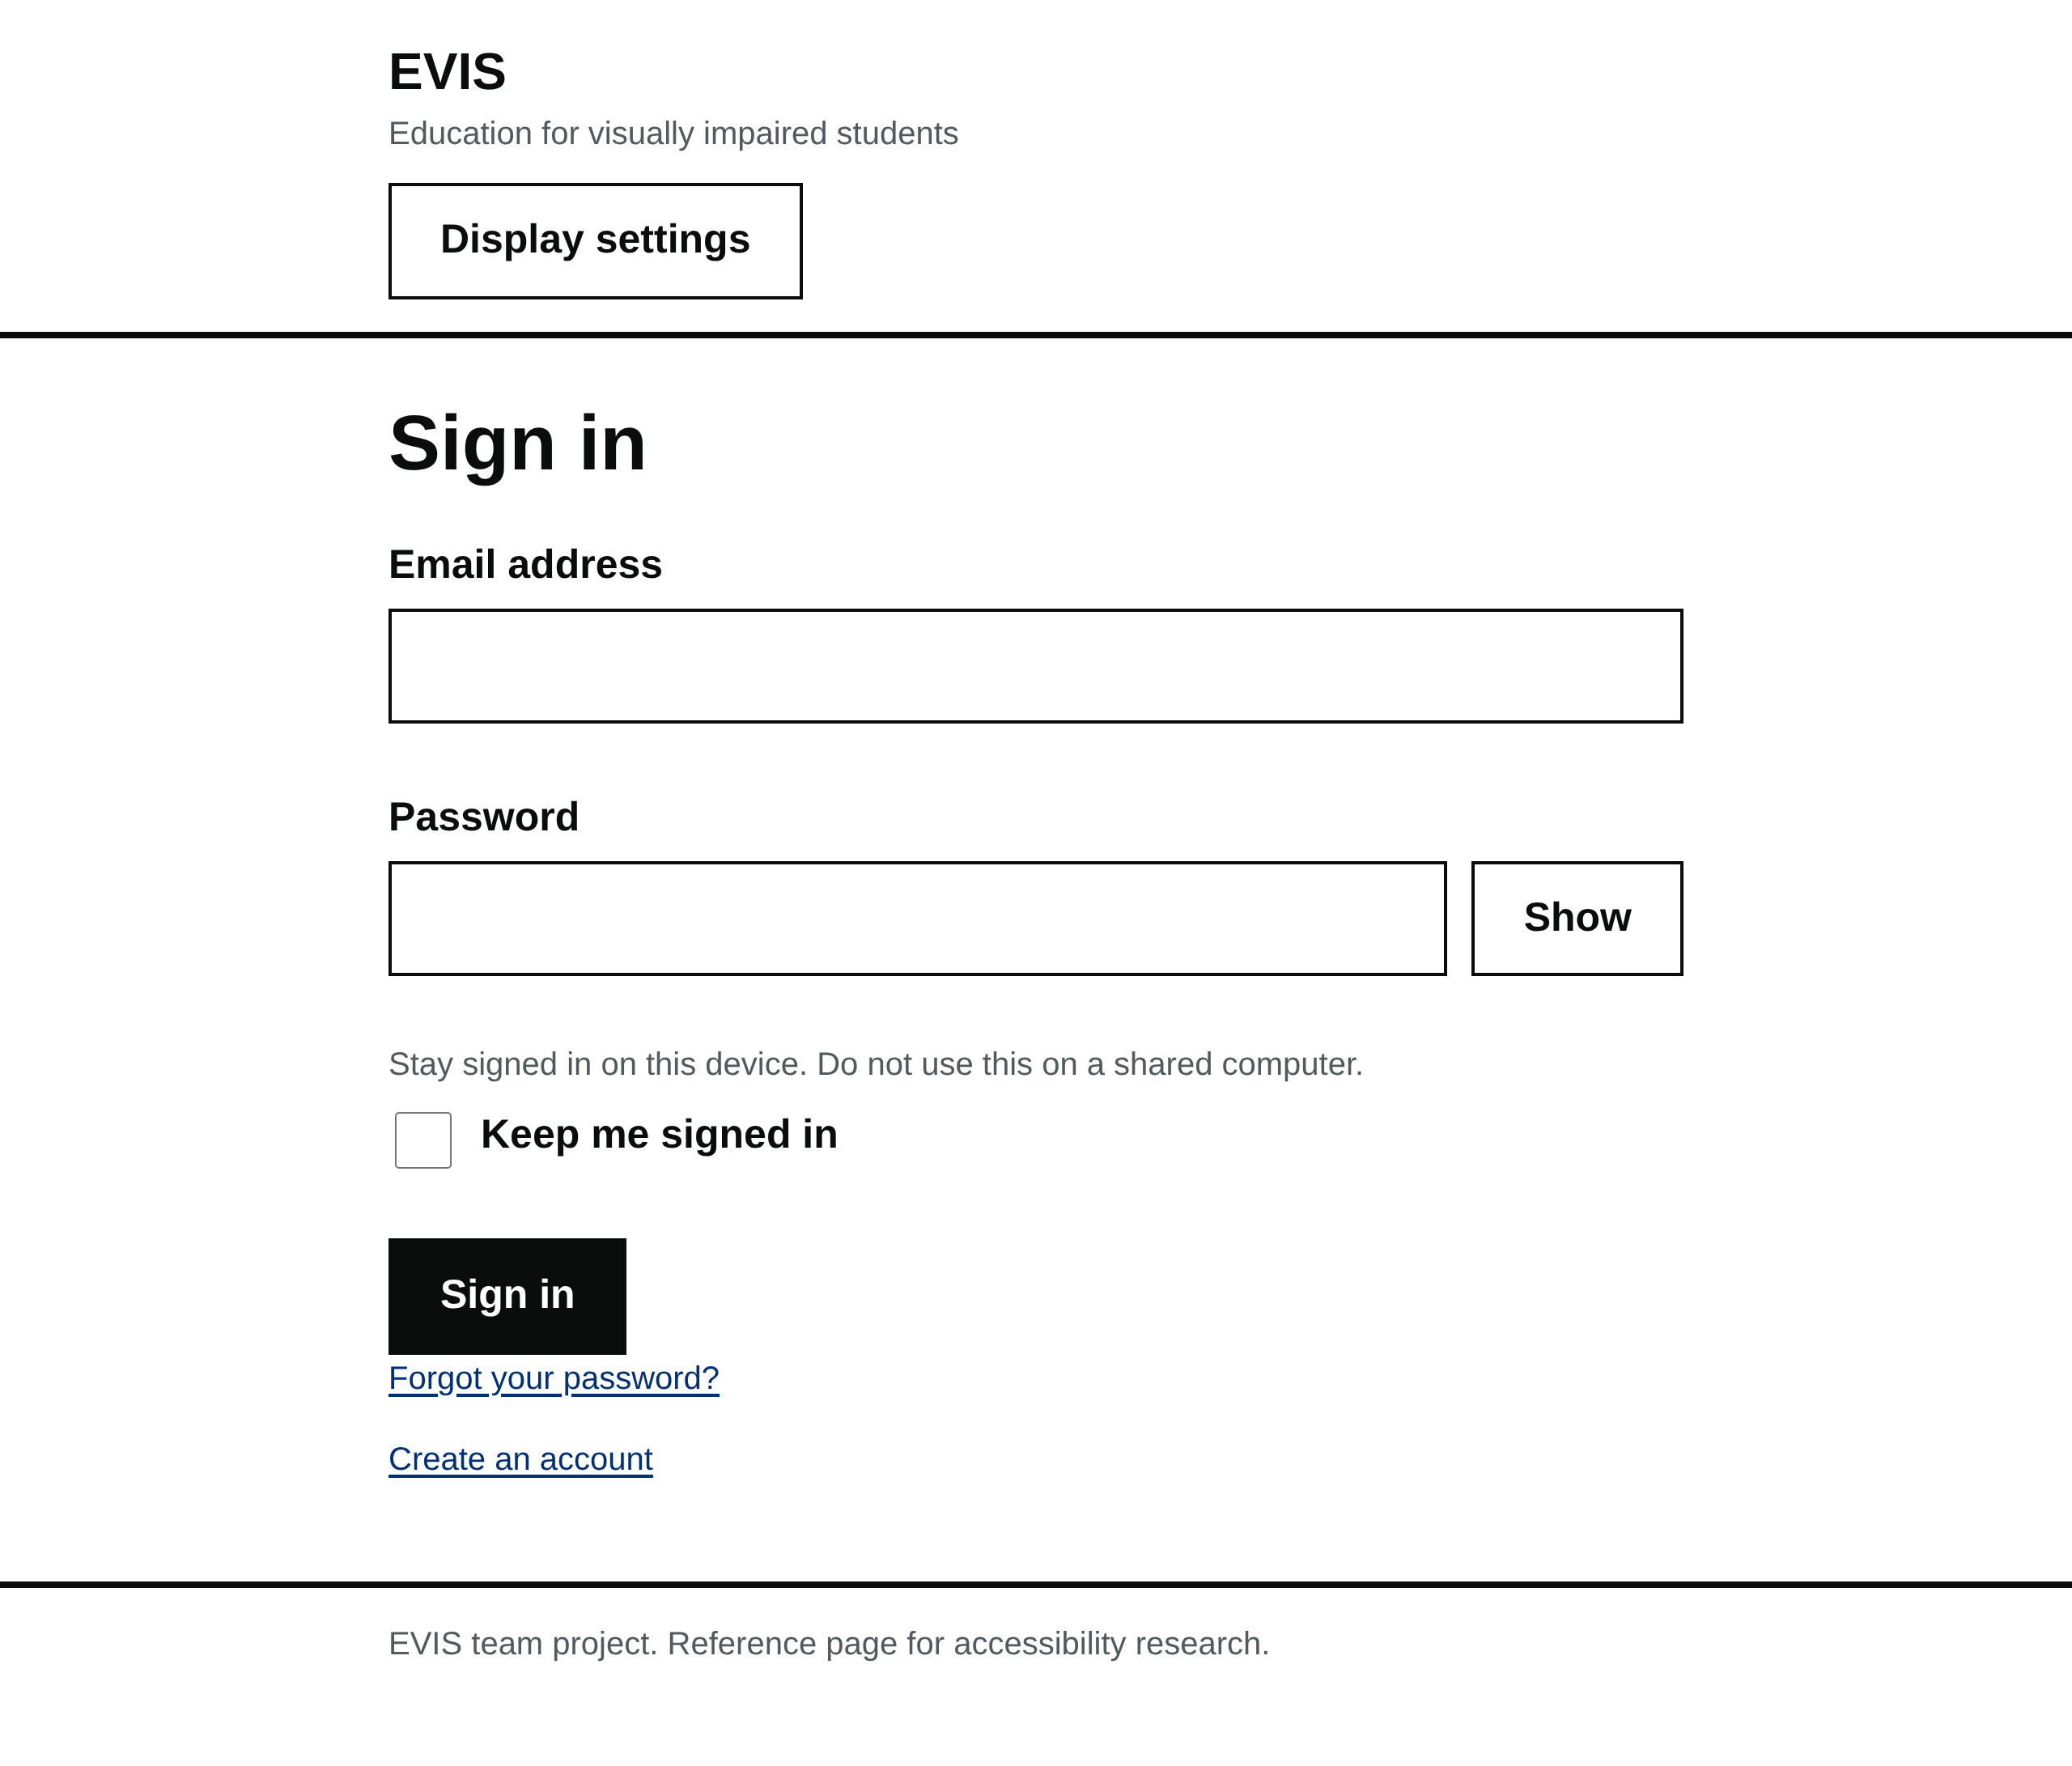 EVIS
Education for visually impaired students
Display settings
Sign in
Email address
Password
Show
Stay signed in on this device. Do not use this on a shared computer.
Keep me signed in
Sign in
Forgot your password?
Create an account
EVIS team project. Reference page for accessibility research.